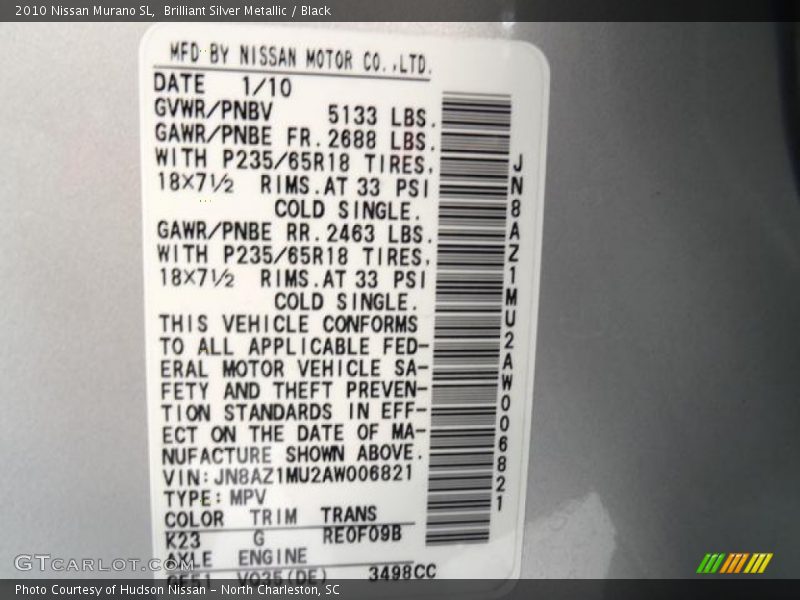 2010 Nissan Murano SL,  Brilliant Silver Metallic / Black
MFD BY NISSAN MOTOR CO.,LTD.
DATE 1/10
GVWR/PNBV 5133 LBS.
GAWR/PNBE FR. 2688 LBS.
WITH P235/65R18 TIRES,
18X7½ RIMS.AT 33 PSI
COLD SINGLE.
GAWR/PNBE RR. 2463 LBS.
WITH P235/65R18 TIRES,
18X7½ RIMS.AT 33 PSI
COLD SINGLE.
THIS VEHICLE CONFORMS
TO ALL APPLICABLE FED-
ERAL MOTOR VEHICLE SA-
FETY AND THEFT PREVEN-
TION STANDARDS IN EFF-
ECT ON THE DATE OF MA-
NUFACTURE SHOWN ABOVE.
VIN:JN8AZ1MU2AW006821
TYPE: MPV
COLOR TRIM TRANS
K23 G RE0F09B
AXLE ENGINE
CF51 VQ35(DE) 3498CC
JN8AZ1MU2AW006821
GTCarLot.com
Photo Courtesy of Hudson Nissan - North Charleston, SC